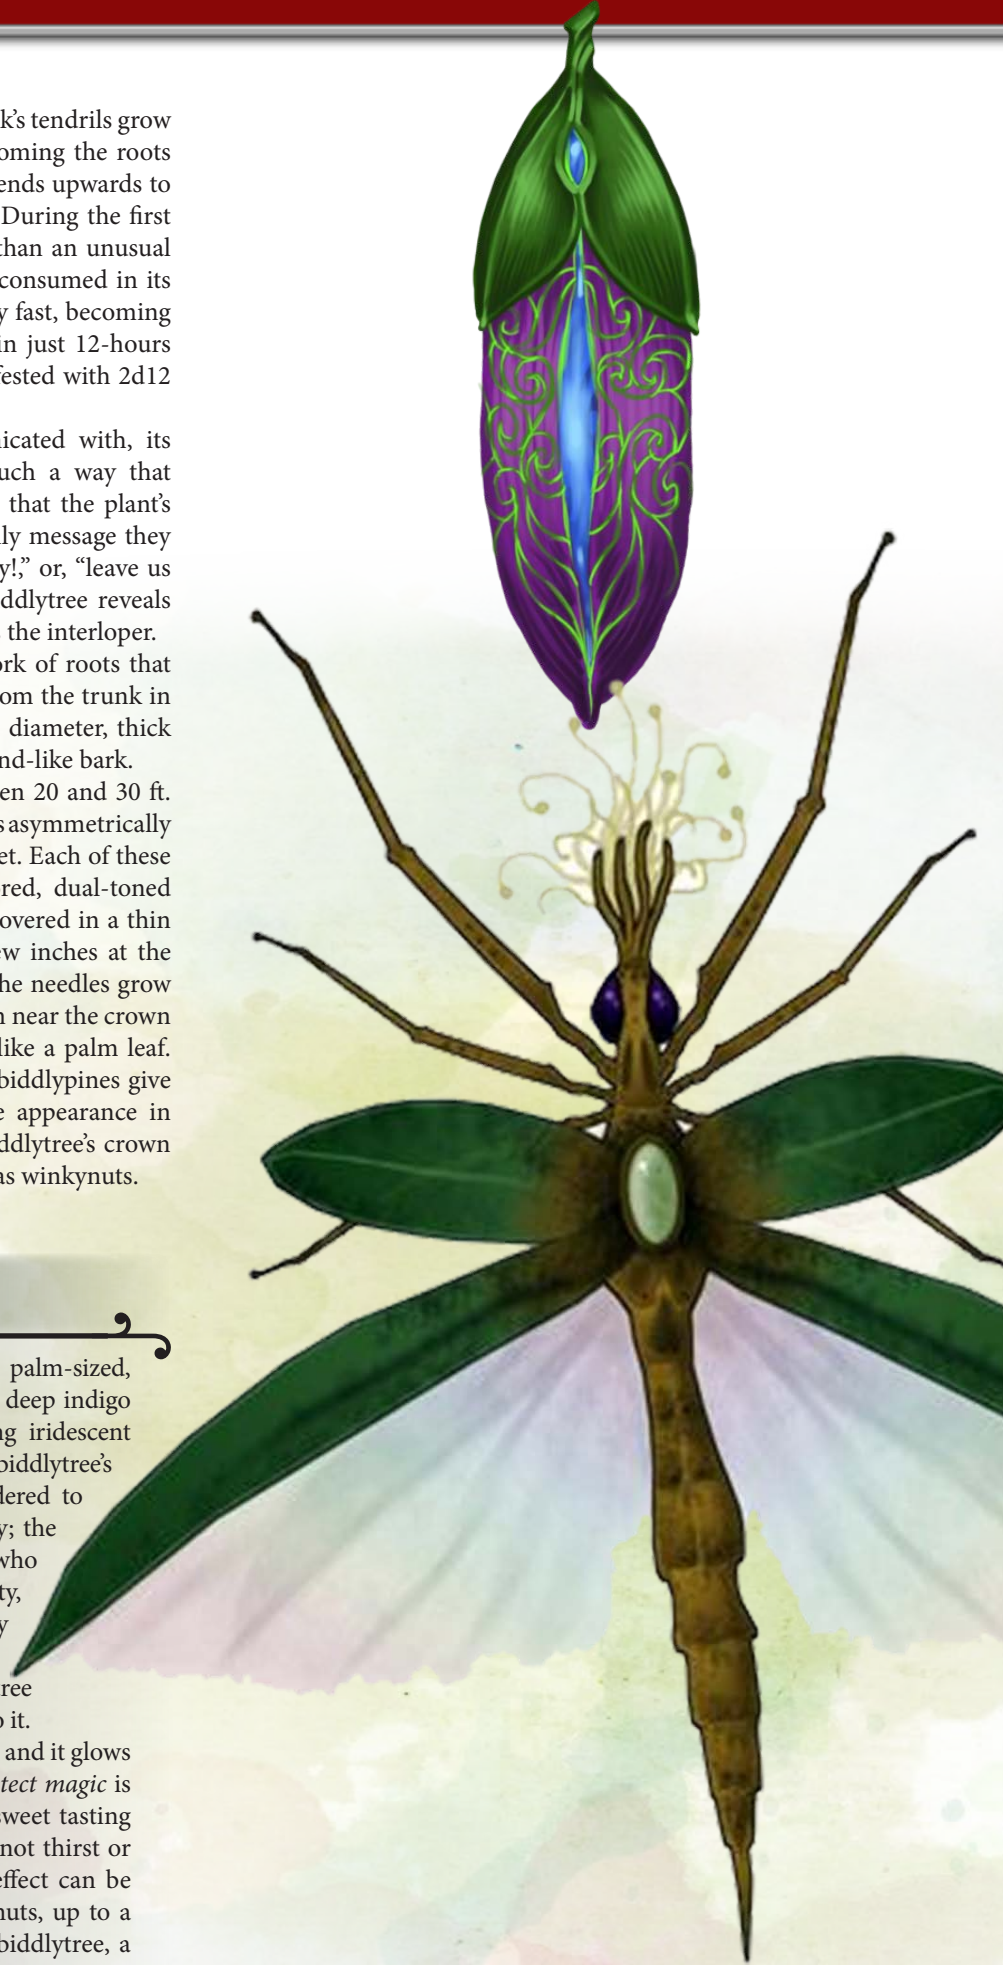 k’s tendrils grow
oming the roots
ends upwards to
During the first
than an unusual
consumed in its
y fast, becoming
in just 12-hours
fested with 2d12
nicated with, its
uch a way that
that the plant’s
ly message they
y!,” or, “leave us
ddlytree reveals
the interloper.
ork of roots that
om the trunk in
diameter, thick
nd-like bark.
en 20 and 30 ft.
s asymmetrically
et. Each of these
red, dual-toned
overed in a thin
ew inches at the
he needles grow
n near the crown
like a palm leaf.
biddlypines give
e appearance in
ddlytree’s crown
as winkynuts.
palm-sized,
deep indigo
ng iridescent
biddlytree’s
dered to
y; the
who
ty,
y
ree
o it.
and it glows
tect magic is
sweet tasting
not thirst or
effect can be
nuts, up to a
biddlytree, a